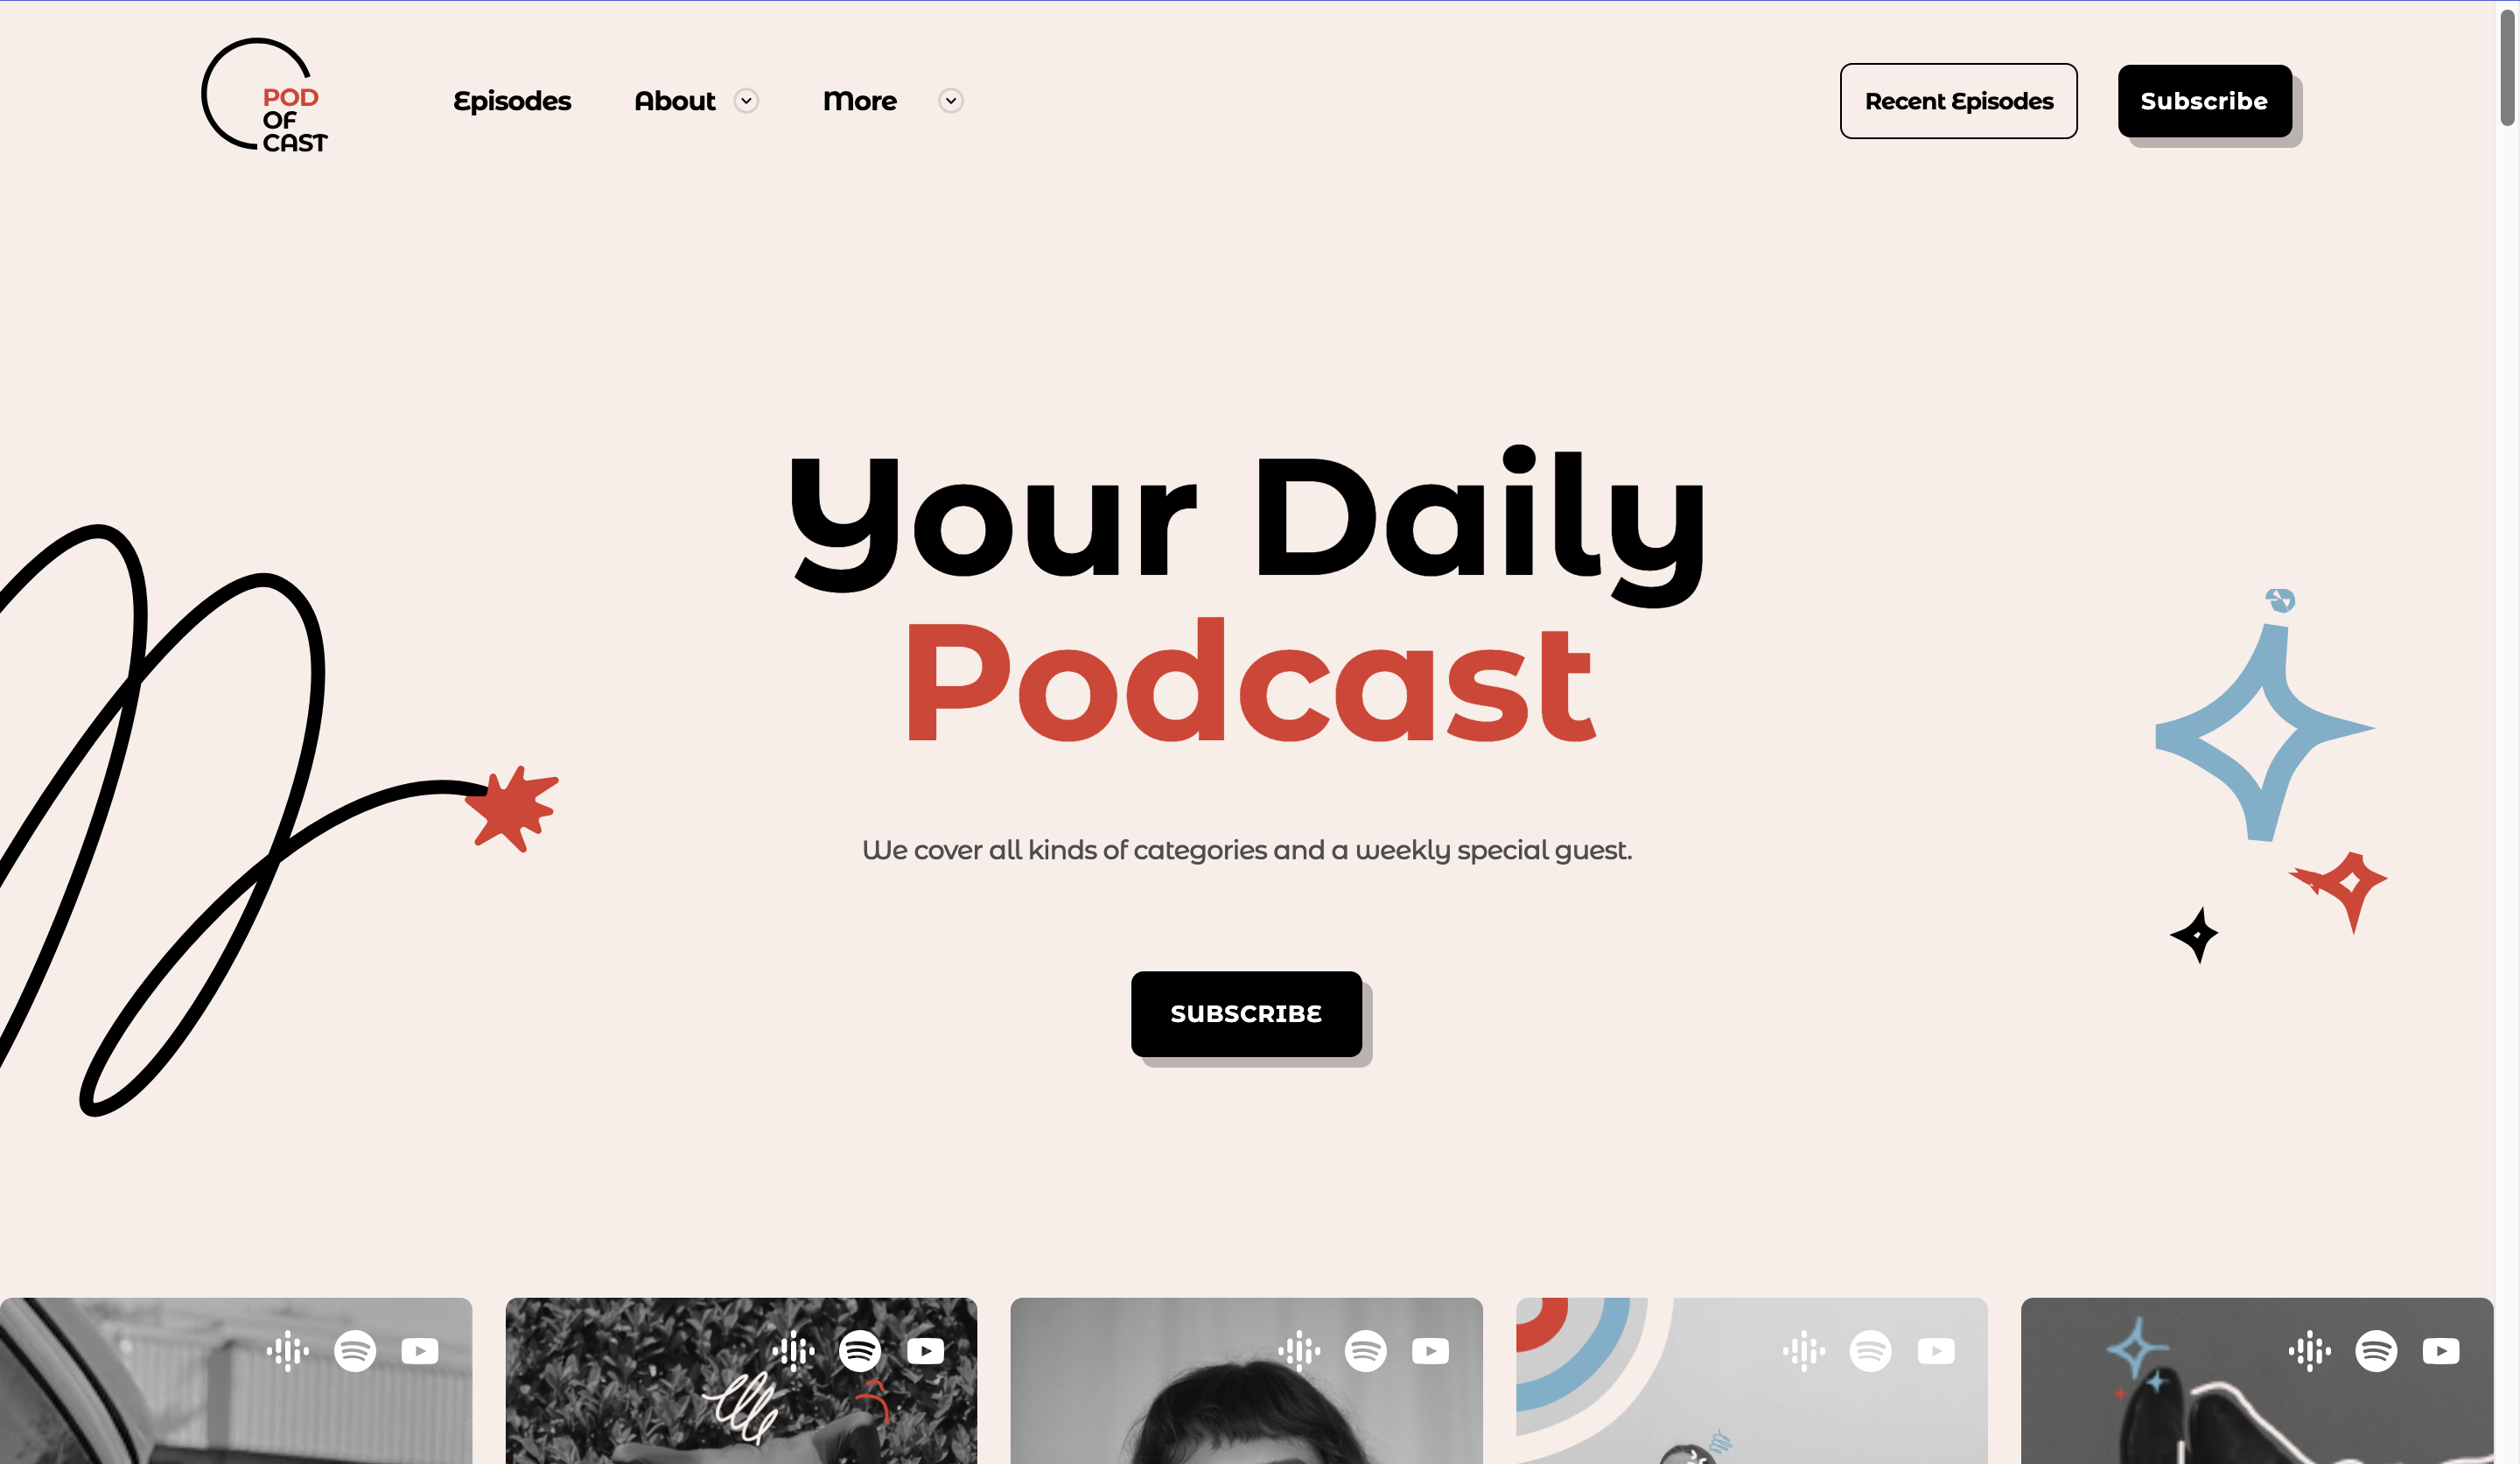 POD
OF
CAST
Episodes
About
More
Recent Episodes
Subscribe
Your Daily
Podcast
We cover all kinds of categories and a weekly special guest.
SUBSCRIBE